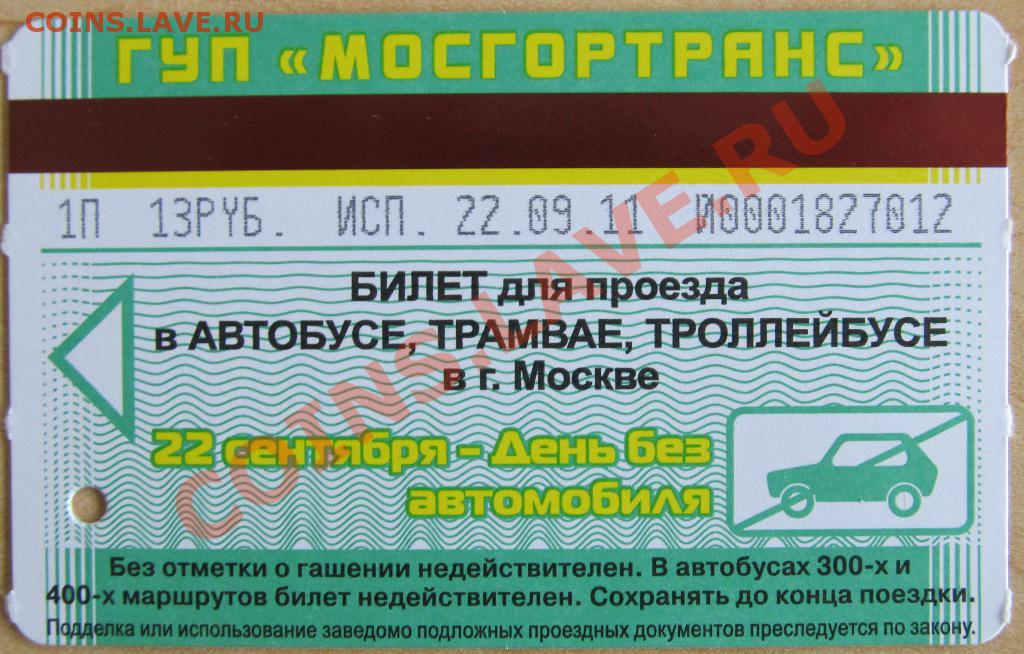 COINS.LAVE.RU
ГУП «МОСГОРТРАНС»
1П 13РУБ. ИСП. 22.09.11 И0001827012
БИЛЕТ для проезда
в АВТОБУСЕ, ТРАМВАЕ, ТРОЛЛЕЙБУСЕ
в г. Москве
22 сентября – День без
автомобиля
COINS.LAVE.RU
Без отметки о гашении недействителен. В автобусах 300-х и
400-х маршрутов билет недействителен. Сохранять до конца поездки.
Подделка или использование заведомо подложных проездных документов преследуется по закону.